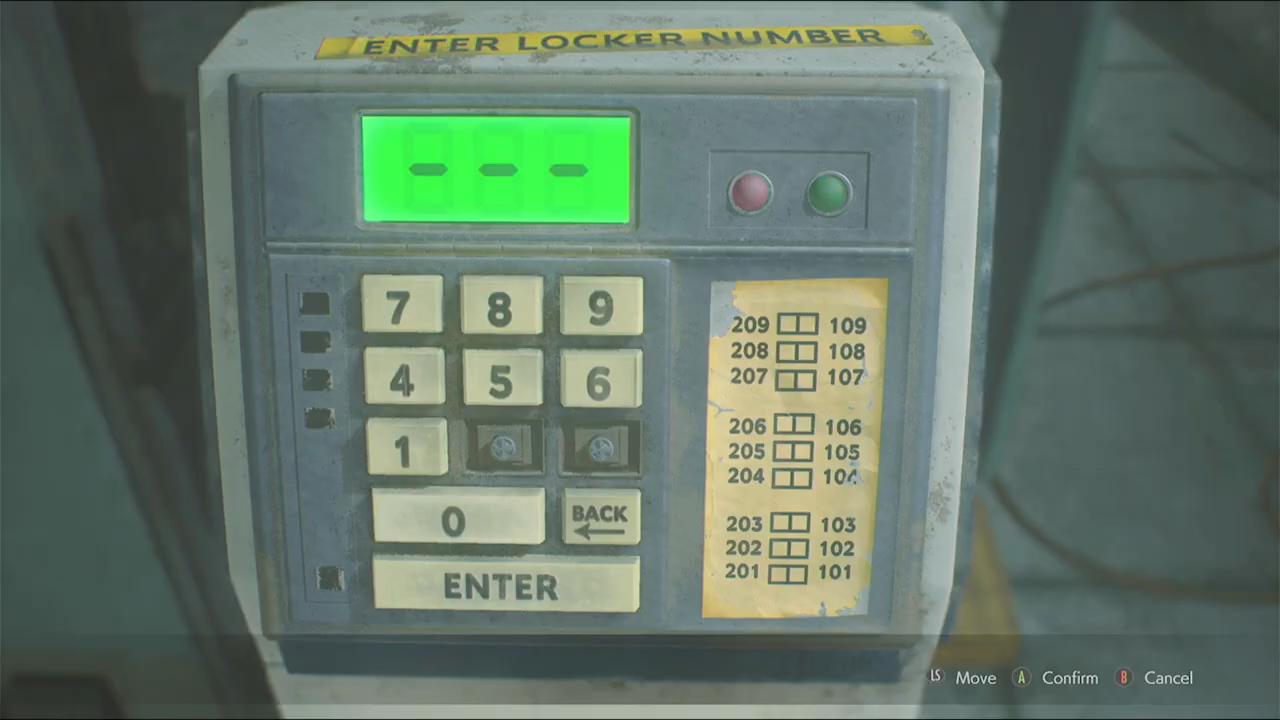 ENTER LOCKER NUMBER
- - -
7 8 9
4 5 6
1
0 BACK
ENTER
209 109
208 108
207 107
206 106
205 105
204 104
203 103
202 102
201 101
LS Move A Confirm B Cancel